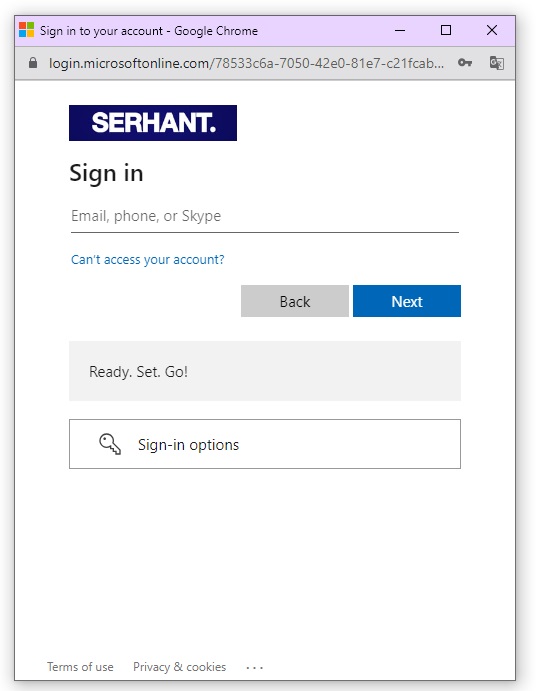 Sign in to your account - Google Chrome
login.microsoftonline.com/78533c6a-7050-42e0-81e7-c21fcab...
SERHANT.
Sign in
Email, phone, or Skype
Can't access your account?
Back Next
Ready. Set. Go!
Sign-in options
Terms of use Privacy & cookies ...